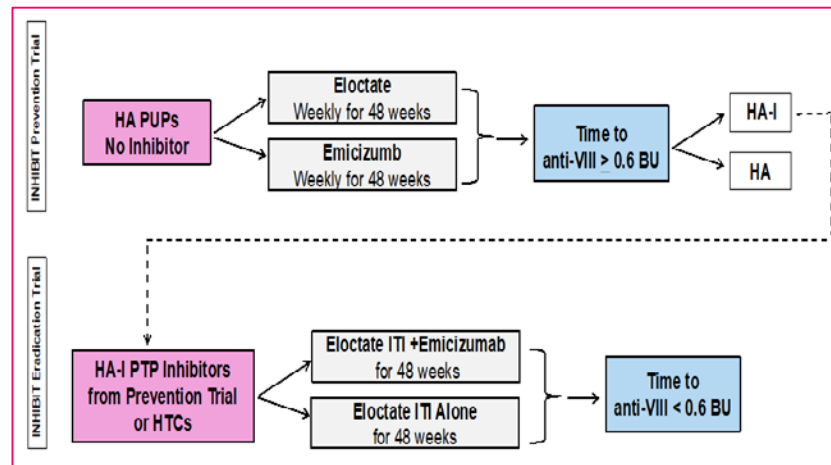 INHIBIT Prevention Trial
HA PUPs
No Inhibitor
Eloctate
Weekly for 48 weeks
Emicizumb
Weekly for 48 weeks
Time to
anti-VIII ≥ 0.6 BU
HA-I
HA
INHIBIT Eradication Trial
HA-I PTP Inhibitors
from Prevention Trial
or HTCs
Eloctate ITI +Emicizumab
for 48 weeks
Eloctate ITI Alone
for 48 weeks
Time to
anti-VIII < 0.6 BU